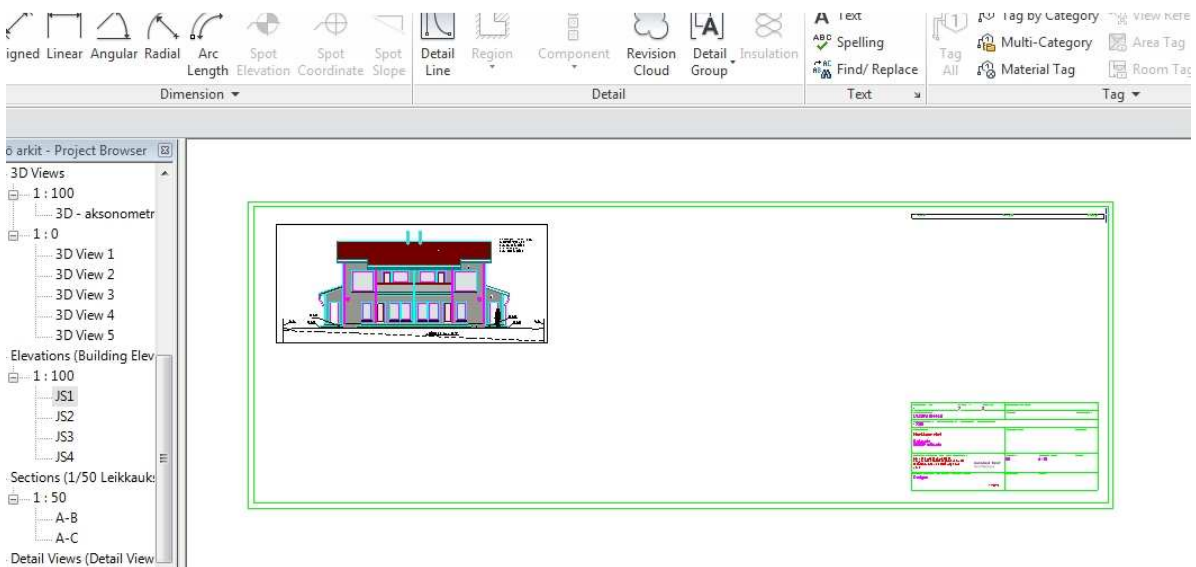 A Text
Tag by Category
View Refe
igned Linear Angular Radial Arc Length Spot Elevation Spot Coordinate Spot Slope Detail Line Region Component Revision Cloud Detail Group Insulation
ABC Spelling
Find/ Replace
Tag All
Multi-Category
Area Tag
Material Tag
Room Tag
Dimension Detail Text Tag
ö arkit - Project Browser
3D Views
1 : 100
3D - aksonometr
1 : 0
3D View 1
3D View 2
3D View 3
3D View 4
3D View 5
Elevations (Building Elev
1 : 100
JS1
JS2
JS3
JS4
Sections (1/50 Leikkauks
1 : 50
A-B
A-C
Detail Views (Detail View